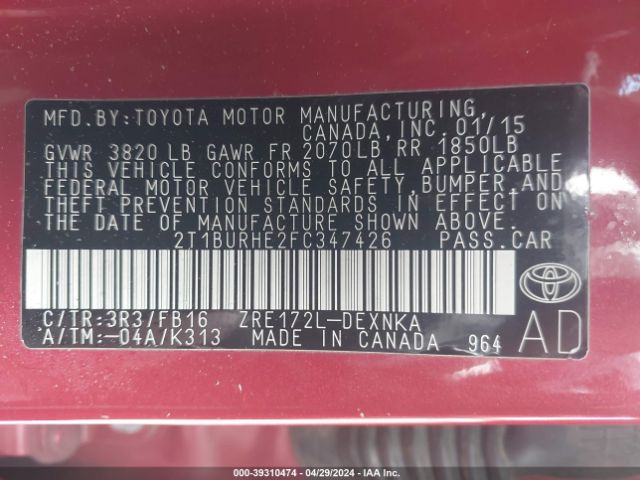 MFD. BY: TOYOTA MOTOR MANUFACTURING,
CANADA, INC. 01/15
GVWR 3820 LB GAWR FR 2070LB RR 1850LB
THIS VEHICLE CONFORMS TO ALL APPLICABLE
FEDERAL MOTOR VEHICLE SAFETY, BUMPER, AND
THEFT PREVENTION STANDARDS IN EFFECT ON
THE DATE OF MANUFACTURE SHOWN ABOVE.
2T1BURHE2FC347426 PASS. CAR
C/TR: 3R3/FB16 ZRE172L-DEXNKA
A/TM: -04A/K313 MADE IN CANADA 964
AD
000-39310474 | 04/29/2024 | IAA Inc.